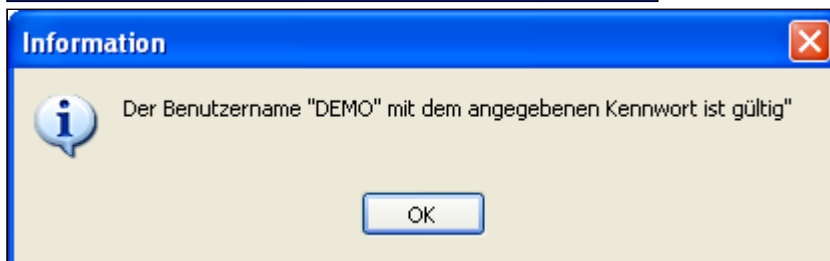 Information
Der Benutzername "DEMO" mit dem angegebenen Kennwort ist gültig"
OK